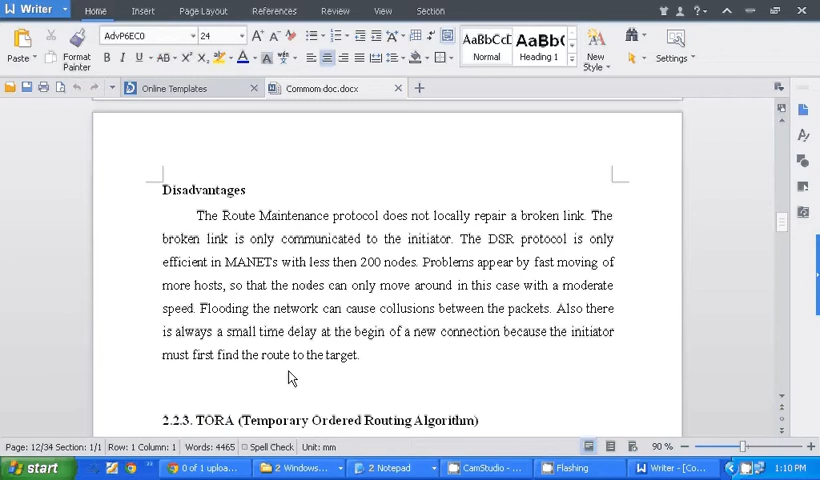 Writer
Home Insert Page Layout References Review View Section
Paste Format Painter AdvP6EC0 24 AaBbCcD Normal AaBb( Heading 1 New Style Settings
B I U AB X² X₂ A
Online Templates Commom doc.docx
Disadvantages
The Route Maintenance protocol does not locally repair a broken link. The
broken link is only communicated to the initiator. The DSR protocol is only
efficient in MANETs with less then 200 nodes. Problems appear by fast moving of
more hosts, so that the nodes can only move around in this case with a moderate
speed. Flooding the network can cause collusions between the packets. Also there
is always a small time delay at the begin of a new connection because the initiator
must first find the route to the target.
2.2.3. TORA (Temporary Ordered Routing Algorithm)
Page: 12/34 Section: 1/1 Row: 1 Column: 1 Words: 4465 Spell Check Unit: mm 90 %
start 0 of 1 uploa... 2 Windows... 2 Notepad CamStudio - ... Flashing Writer - [Co... 1:10 PM